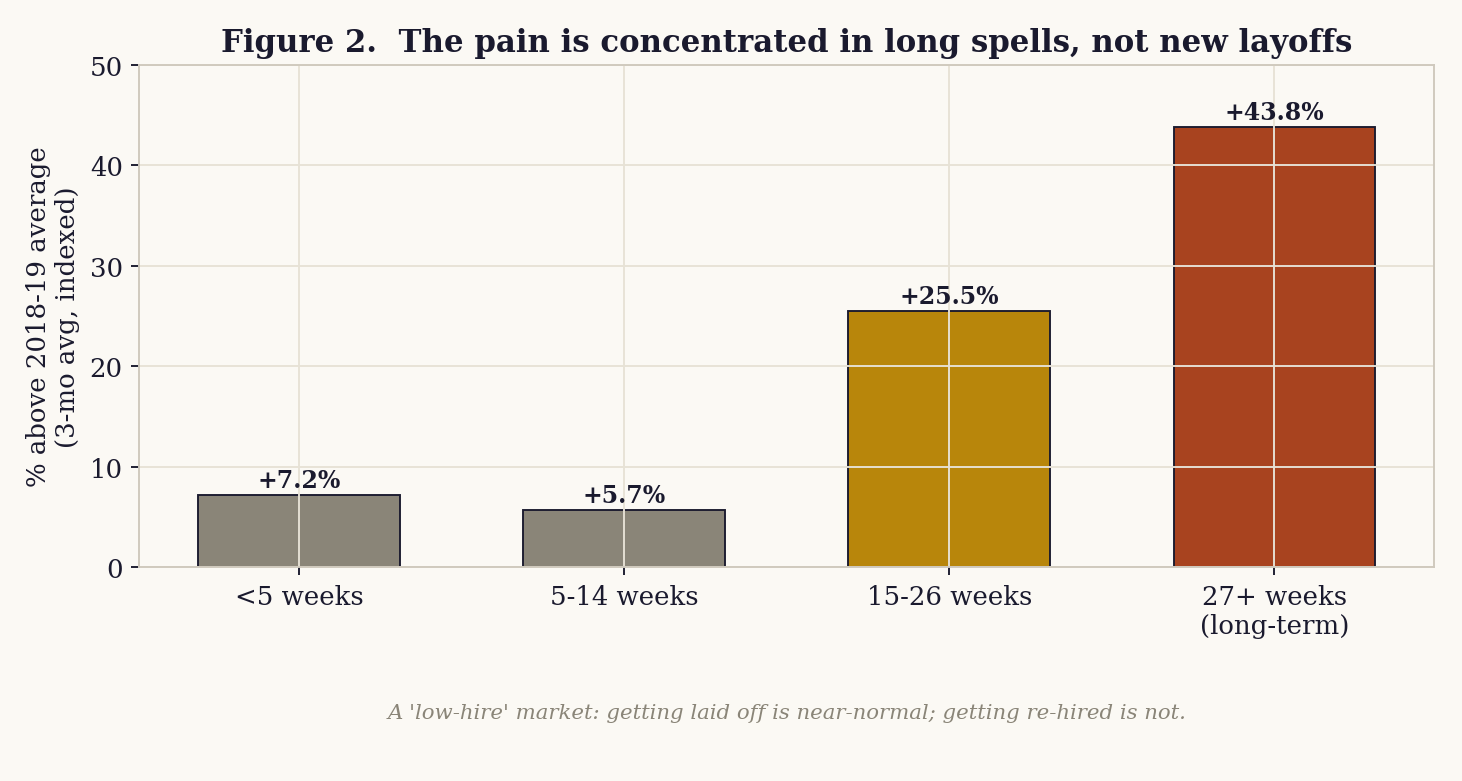 Figure 2.  The pain is concentrated in long spells, not new layoffs
% above 2018-19 average
(3-mo avg, indexed)
50
40
30
20
10
0
+7.2%
+5.7%
+25.5%
+43.8%
<5 weeks
5-14 weeks
15-26 weeks
27+ weeks
(long-term)
A 'low-hire' market: getting laid off is near-normal; getting re-hired is not.